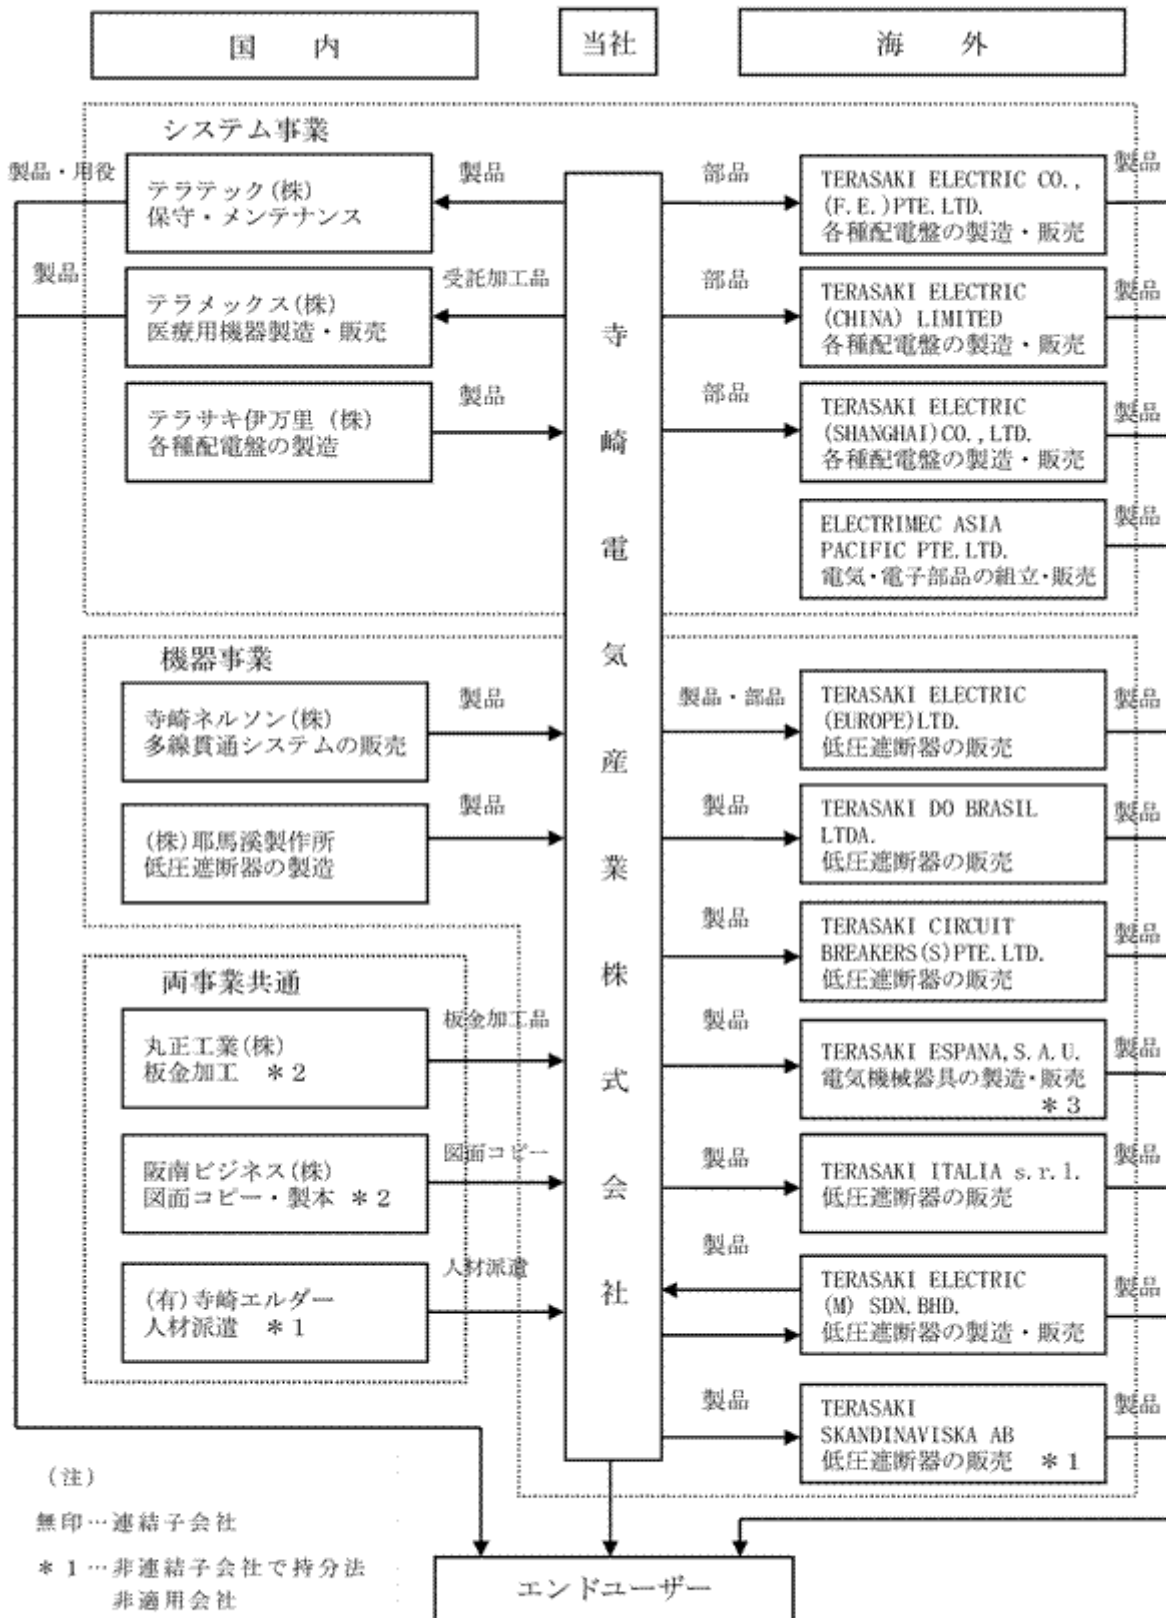 国　内
当社
海　外
システム事業
製品・用役
テラテック(株)
保守・メンテナンス
製品
部品
TERASAKI ELECTRIC CO.,
(F.E.)PTE.LTD.
各種配電盤の製造・販売
製品
製品
テラメックス(株)
医療用機器製造・販売
受託加工品
部品
TERASAKI ELECTRIC
(CHINA) LIMITED
各種配電盤の製造・販売
製品
テラサキ伊万里 (株)
各種配電盤の製造
製品
部品
TERASAKI ELECTRIC
(SHANGHAI)CO.,LTD.
各種配電盤の製造・販売
製品
ELECTRIMEC ASIA
PACIFIC PTE.LTD.
電気・電子部品の組立・販売
製品
寺崎電気産業株式会社
機器事業
寺崎ネルソン(株)
多線貫通システムの販売
製品
製品・部品
TERASAKI ELECTRIC
(EUROPE)LTD.
低圧遮断器の販売
製品
(株)耶馬溪製作所
低圧遮断器の製造
製品
製品
TERASAKI DO BRASIL
LTDA.
低圧遮断器の販売
製品
製品
TERASAKI CIRCUIT
BREAKERS(S)PTE.LTD.
低圧遮断器の販売
製品
両事業共通
丸正工業(株)
板金加工　＊2
板金加工品
製品
TERASAKI ESPANA,S.A.U.
電気機械器具の製造・販売
＊3
製品
阪南ビジネス(株)
図面コピー・製本　＊2
図面コピー
製品
TERASAKI ITALIA s.r.l.
低圧遮断器の販売
製品
(有)寺崎エルダー
人材派遣　＊1
人材派遣
製品
TERASAKI ELECTRIC
(M) SDN.BHD.
低圧遮断器の製造・販売
製品
製品
TERASAKI
SKANDINAVISKA AB
低圧遮断器の販売　＊1
製品
（注）
無印…連結子会社
＊1…非連結子会社で持分法
非適用会社
エンドユーザー